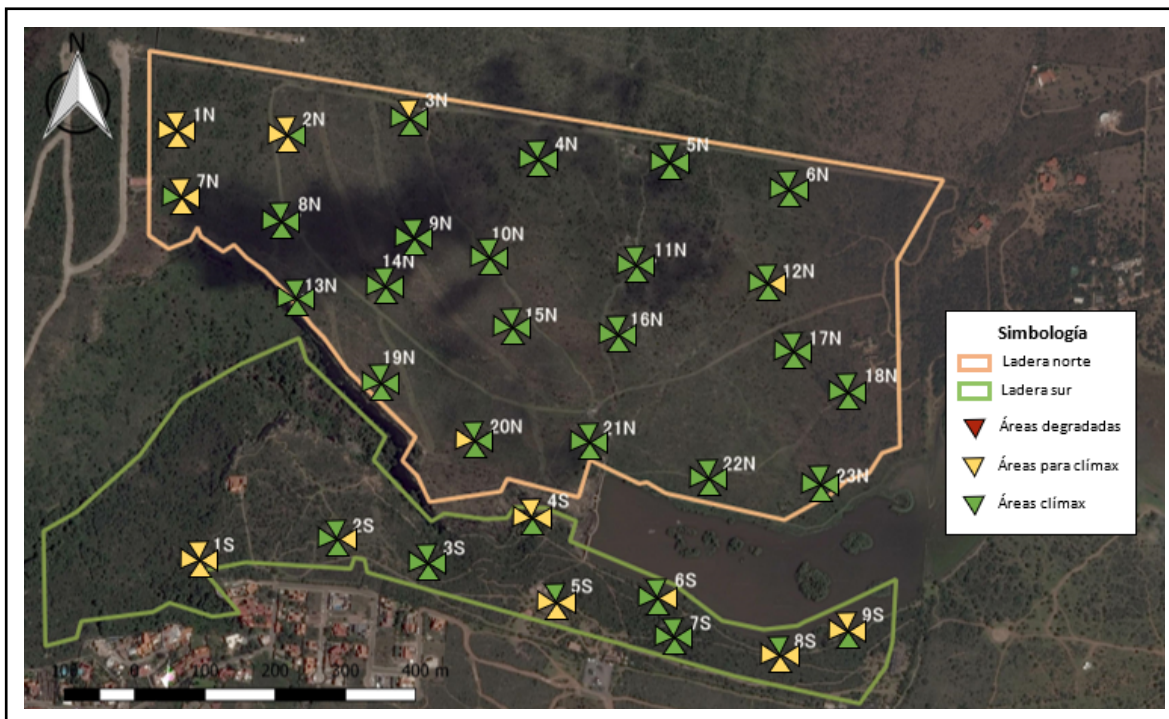 N
1N
2N
3N
4N
5N
6N
7N
8N
9N
10N
11N
12N
13N
14N
15N
16N
17N
18N
19N
20N
21N
22N
23N
1S
2S
3S
4S
5S
6S
7S
8S
9S
Simbología
Ladera norte
Ladera sur
Áreas degradadas
Áreas para clímax
Áreas clímax
100 0 100 200 300 400 m